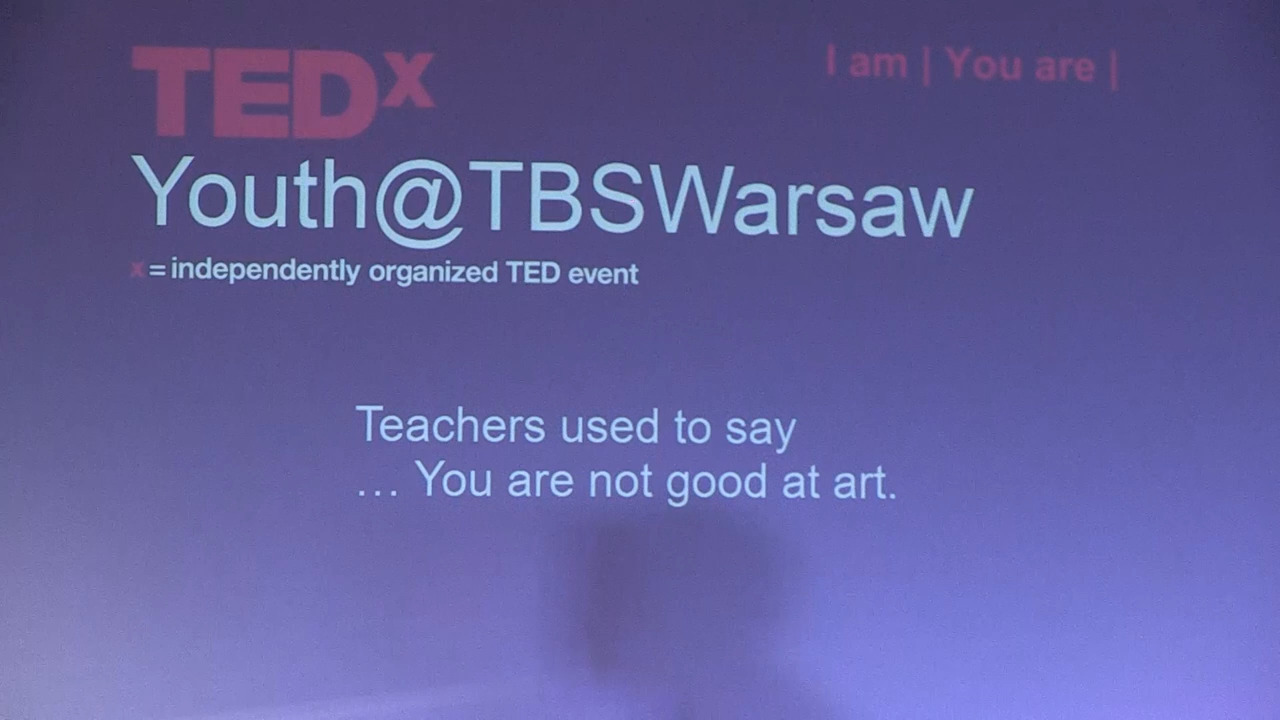 TEDx
I am | You are |
Youth@TBSWarsaw
x = independently organized TED event
Teachers used to say
... You are not good at art.